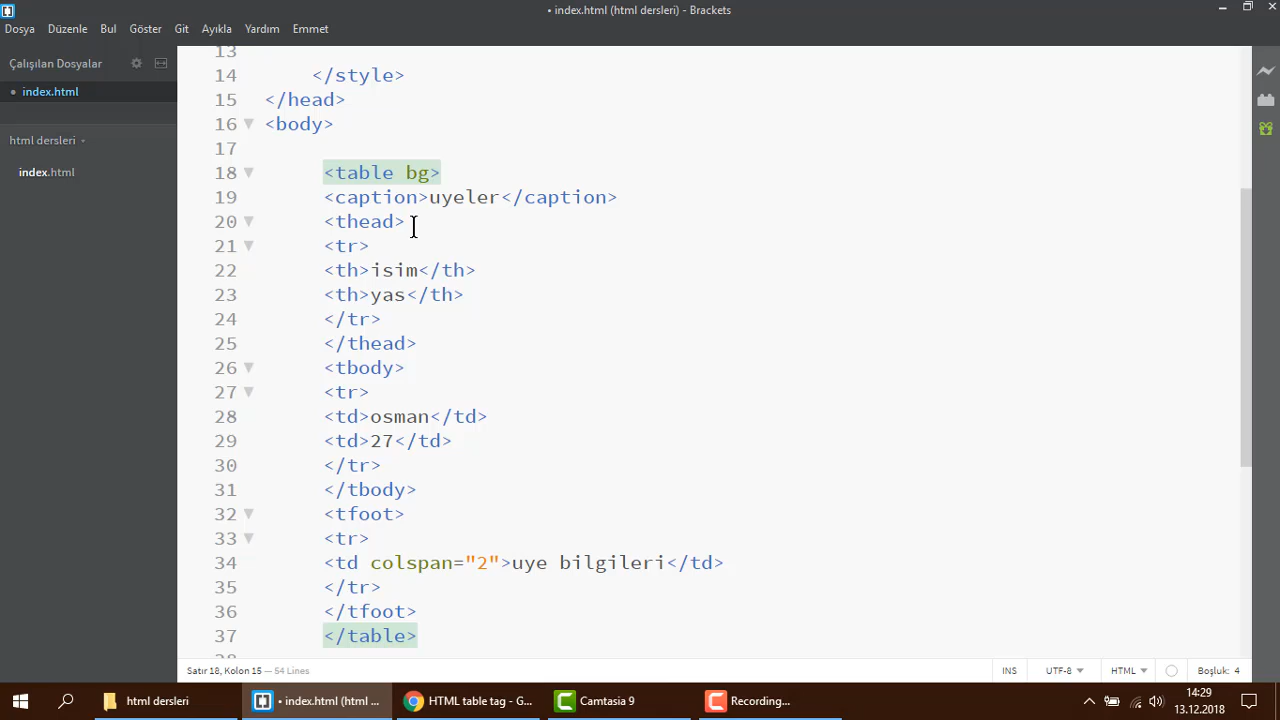 • index.html (html dersleri) - Brackets
Dosya Düzenle Bul Göster Git Ayıkla Yardım Emmet
Çalışılan Dosyalar
• index.html
html dersleri
index.html
13
14 </style>
15 </head>
16 <body>
17
18 <table bg>
19 <caption>uyeler</caption>
20 <thead>
21 <tr>
22 <th>isim</th>
23 <th>yas</th>
24 </tr>
25 </thead>
26 <tbody>
27 <tr>
28 <td>osman</td>
29 <td>27</td>
30 </tr>
31 </tbody>
32 <tfoot>
33 <tr>
34 <td colspan="2">uye bilgileri</td>
35 </tr>
36 </tfoot>
37 </table>
Satır 18, Kolon 15 — 54 Lines INS UTF-8 HTML Boşluk: 4
html dersleri • index.html (html ... HTML table tag - G... Camtasia 9 Recording... 14:29
13.12.2018